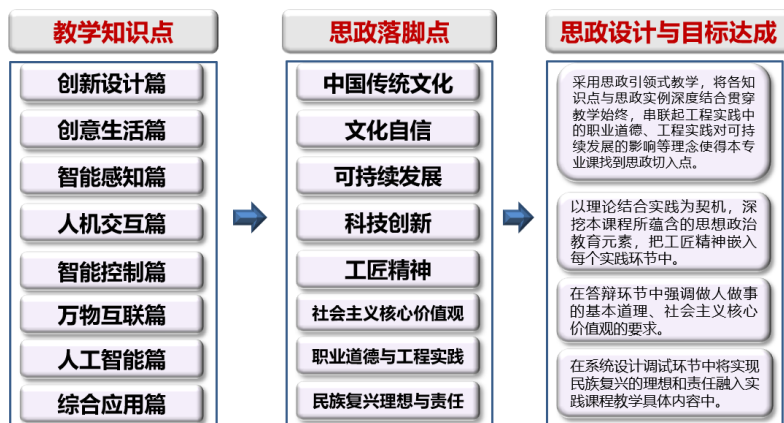 教学知识点
创新设计篇
创意生活篇
智能感知篇
人机交互篇
智能控制篇
万物互联篇
人工智能篇
综合应用篇
思政落脚点
中国传统文化
文化自信
可持续发展
科技创新
工匠精神
社会主义核心价值观
职业道德与工程实践
民族复兴理想与责任
思政设计与目标达成
采用思政引领式教学，将各知
识点与思政实例深度结合贯穿
教学始终，串联起工程实践中
的职业道德、工程实践对可持
续发展的影响等理念使得本专
业课找到思政切入点。
以理论结合实践为契机，深
挖本课程所蕴含的思想政治
教育元素，把工匠精神嵌入
每个实践环节中。
在答辩环节中强调做人做事
的基本道理、社会主义核心
价值观的要求。
在系统设计调试环节中将实现
民族复兴的理想和责任融入实
践课程教学具体内容中。